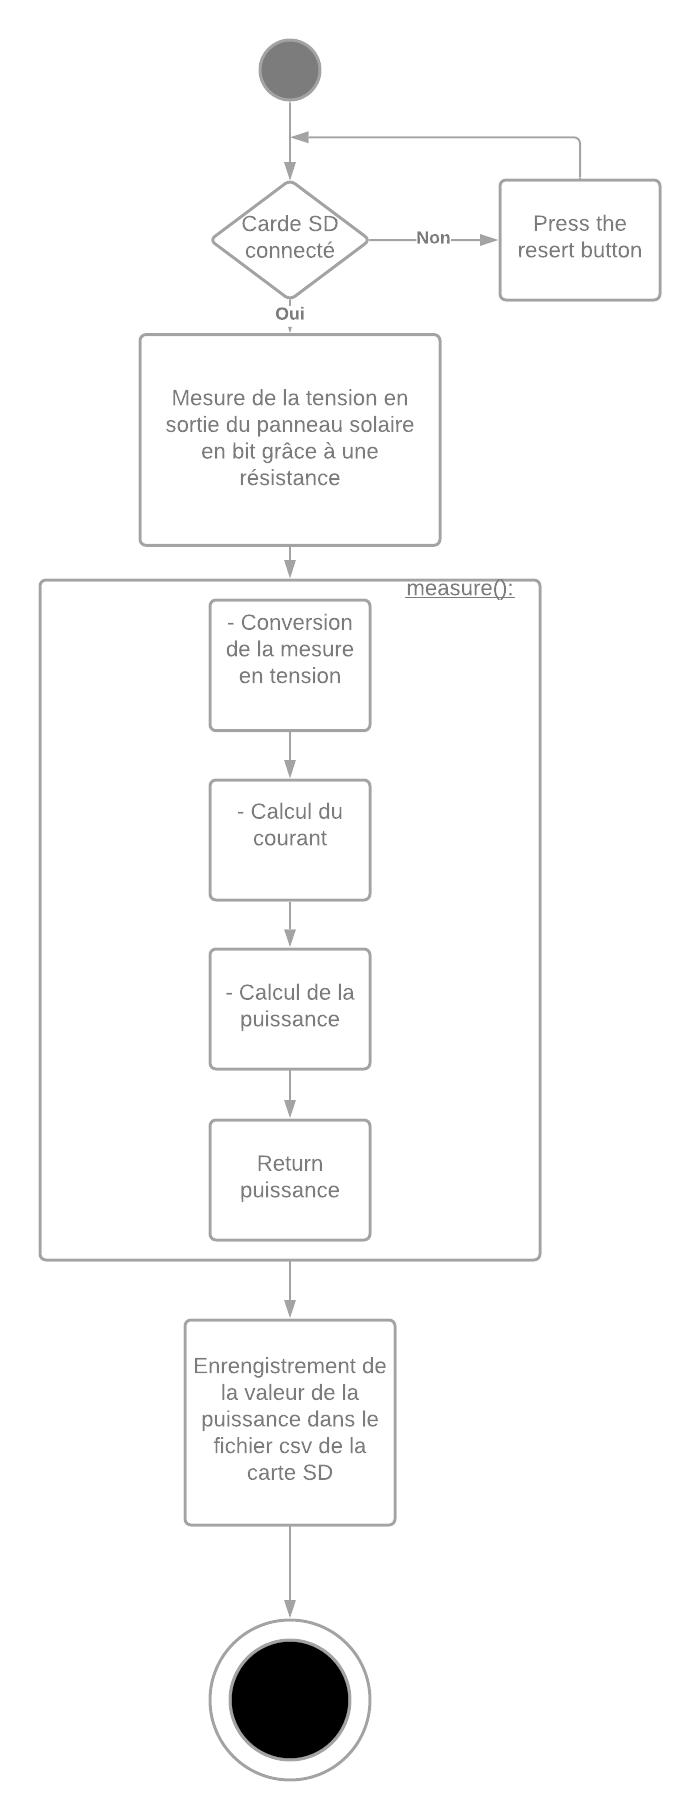 Carde SD
connecté
Non
Press the
resert button
Oui
Mesure de la tension en
sortie du panneau solaire
en bit grâce à une
résistance
measure():
- Conversion
de la mesure
en tension
- Calcul du
courant
- Calcul de la
puissance
Return
puissance
Enrengistrement de
la valeur de la
puissance dans le
fichier csv de la
carte SD